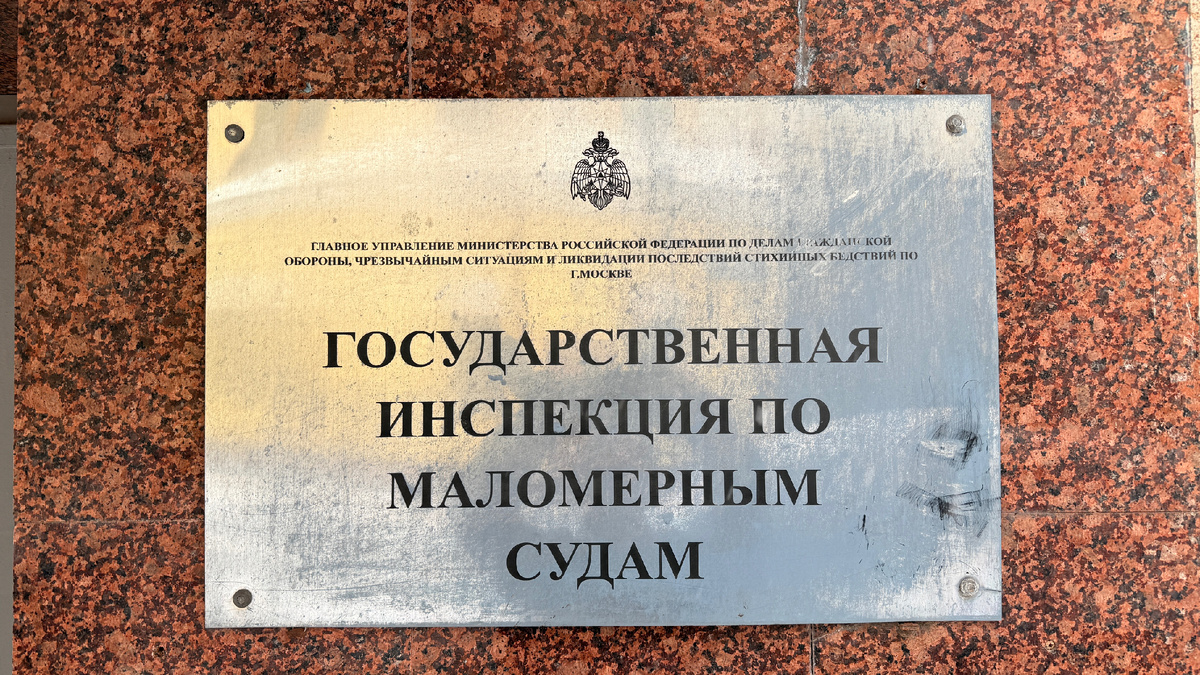 ГЛАВНОЕ УПРАВЛЕНИЕ МИНИСТЕРСТВА РОССИЙСКОЙ ФЕДЕРАЦИИ ПО ДЕЛАМ ГРАЖДАНСКОЙ
ОБОРОНЫ, ЧРЕЗВЫЧАЙНЫМ СИТУАЦИЯМ И ЛИКВИДАЦИИ ПОСЛЕДСТВИЙ СТИХИЙНЫХ БЕДСТВИЙ ПО
Г.МОСКВЕ
ГОСУДАРСТВЕННАЯ
ИНСПЕКЦИЯ ПО
МАЛОМЕРНЫМ
СУДАМ